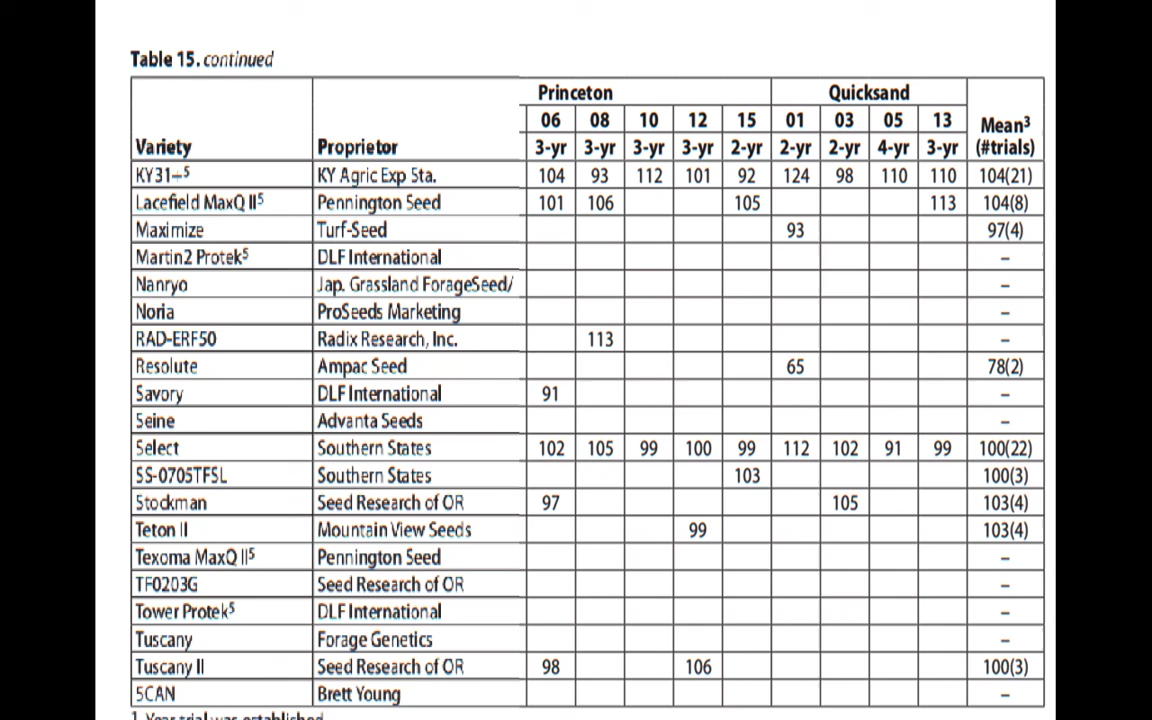 Table 15. continued
Princeton Quicksand
06 08 10 12 15 01 03 05 13 Mean³
Variety Proprietor 3-yr 3-yr 3-yr 3-yr 2-yr 2-yr 2-yr 4-yr 3-yr (#trials)
KY31+⁵ KY Agric Exp Sta. 104 93 112 101 92 124 98 110 110 104(21)
Lacefield MaxQ II⁵ Pennington Seed 101 106 105 113 104(8)
Maximize Turf-Seed 93 97(4)
Martin2 Protek⁵ DLF International –
Nanryo Jap. Grassland ForageSeed/ –
Noria ProSeeds Marketing –
RAD-ERF50 Radix Research, Inc. 113 –
Resolute Ampac Seed 65 78(2)
Savory DLF International 91 –
Seine Advanta Seeds –
Select Southern States 102 105 99 100 99 112 102 91 99 100(22)
SS-0705TFSL Southern States 103 100(3)
Stockman Seed Research of OR 97 105 103(4)
Teton II Mountain View Seeds 99 103(4)
Texoma MaxQ II⁵ Pennington Seed –
TF0203G Seed Research of OR –
Tower Protek⁵ DLF International –
Tuscany Forage Genetics –
Tuscany II Seed Research of OR 98 106 100(3)
5CAN Brett Young –
1 Year trial was established